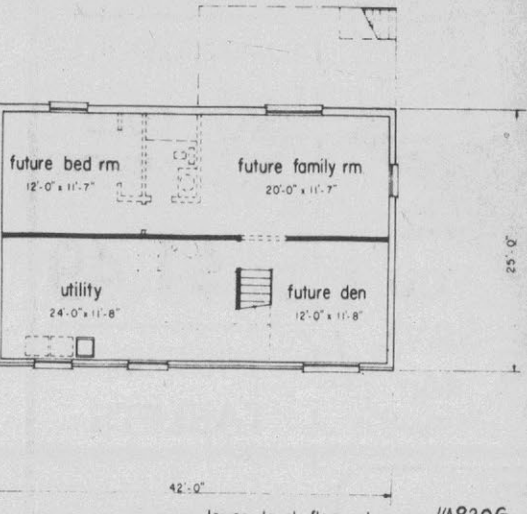 future bed rm
12'-0" x 11'-7"
future family rm
20'-0" x 11'-7"
utility
24'-0" x 11'-8"
future den
12'-0" x 11'-8"
25'-0"
42'-0"